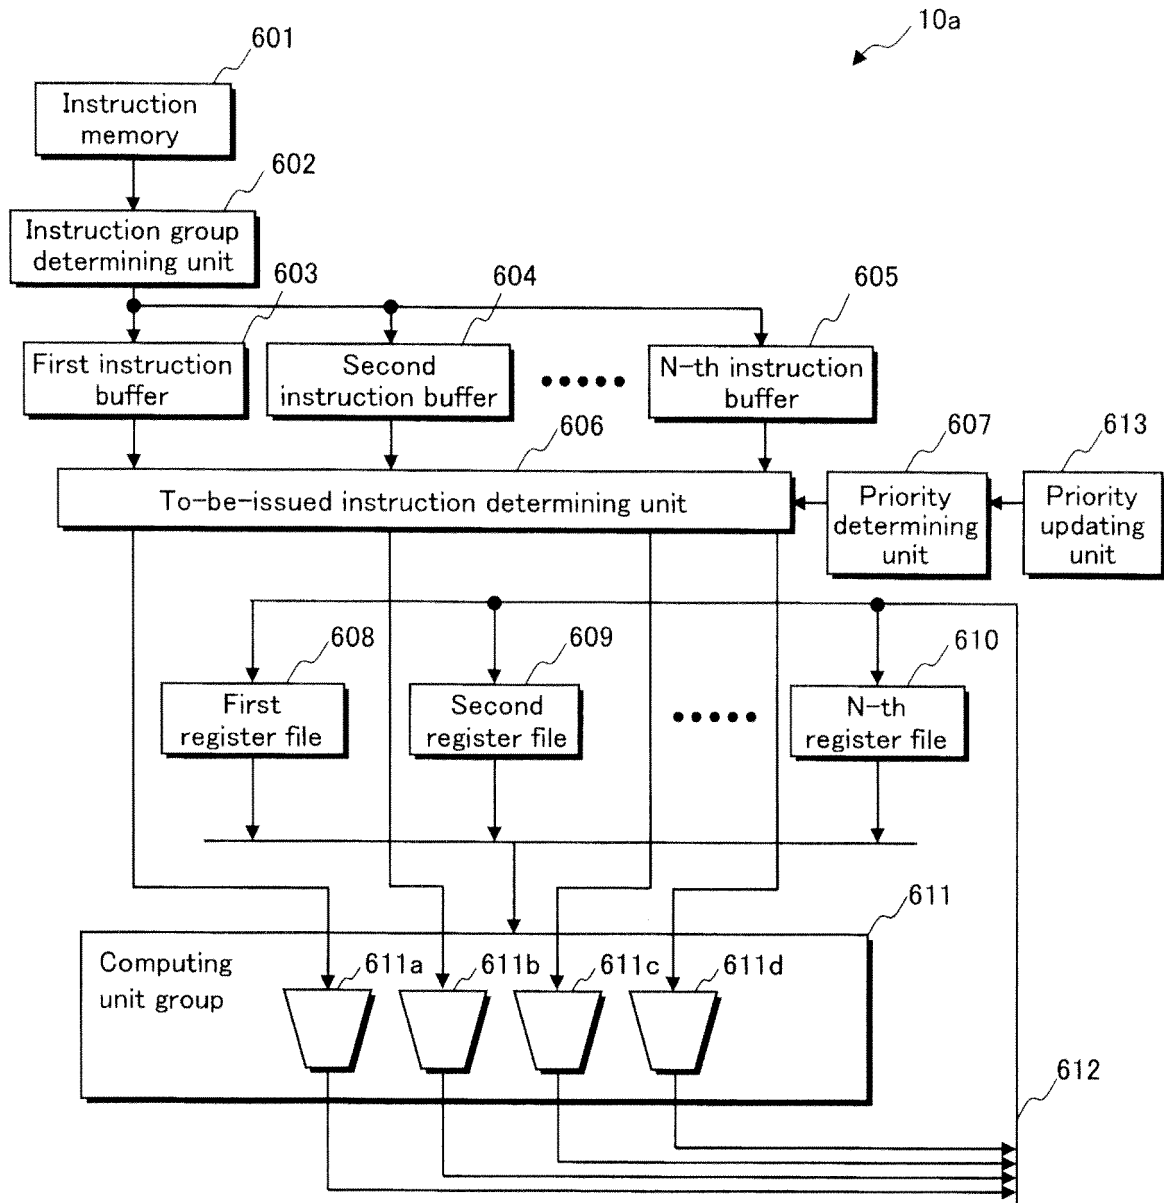 10a
601
Instruction
memory
602
Instruction group
determining unit
603
604
605
First instruction
buffer
Second
instruction buffer
N-th instruction
buffer
606
607
613
To-be-issued instruction determining unit
Priority
determining
unit
Priority
updating
unit
608
609
610
First
register file
Second
register file
N-th
register file
611
Computing
unit group
611a
611b
611c
611d
612